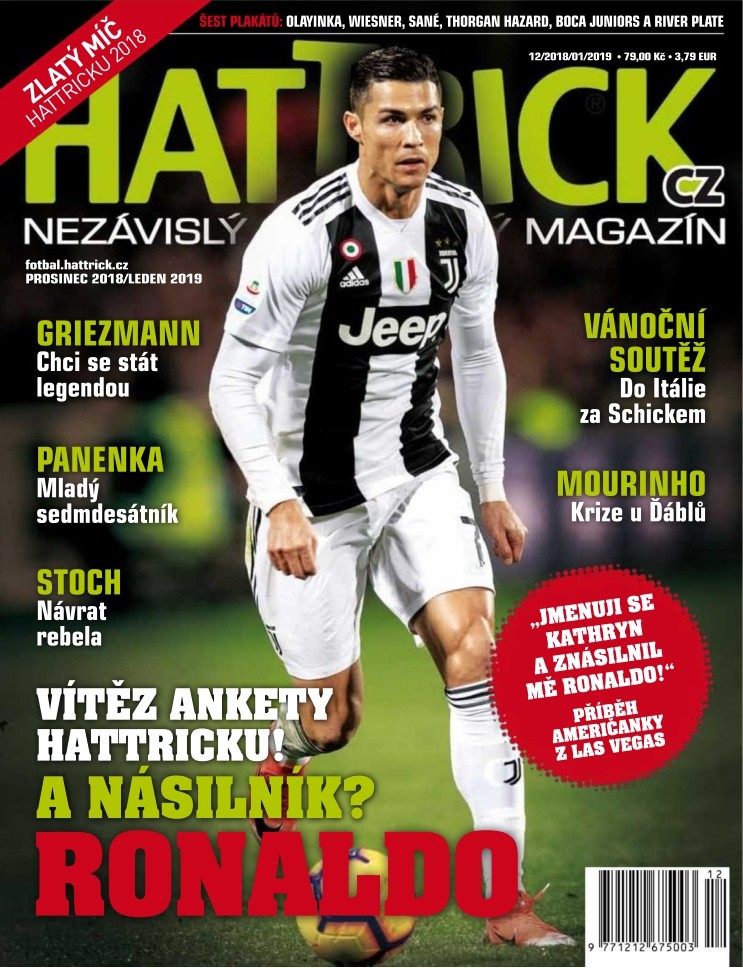 ŠEST PLAKÁTŮ: OLAYINKA, WIESNER, SANÉ, THORGAN HAZARD, BOCA JUNIORS A RIVER PLATE
ZLATÝ MÍČ
HATTRICKU 2018
12/2018/01/2019 • 79,00 Kč • 3,79 EUR
HATTRICK ®
CZ
NEZÁVISLÝ Ý MAGAZÍN
fotbal.hattrick.cz
PROSINEC 2018/LEDEN 2019
GRIEZMANN
Chci se stát
legendou
PANENKA
Mladý
sedmdesátník
STOCH
Návrat
rebela
VÁNOČNÍ
SOUTĚŽ
Do Itálie
za Schickem
MOURINHO
Krize u Ďáblů
adidas
JUVENTUS
TIM
Jeep
7
„JMENUJI SE
KATHRYN
A ZNÁSILNIL
MĚ RONALDO!“
PŘÍBĚH
AMERIČANKY
Z LAS VEGAS
VÍTĚZ ANKETY
HATTRICKU!
A NÁSILNÍK?
RONALDO
12
9 771212 675003